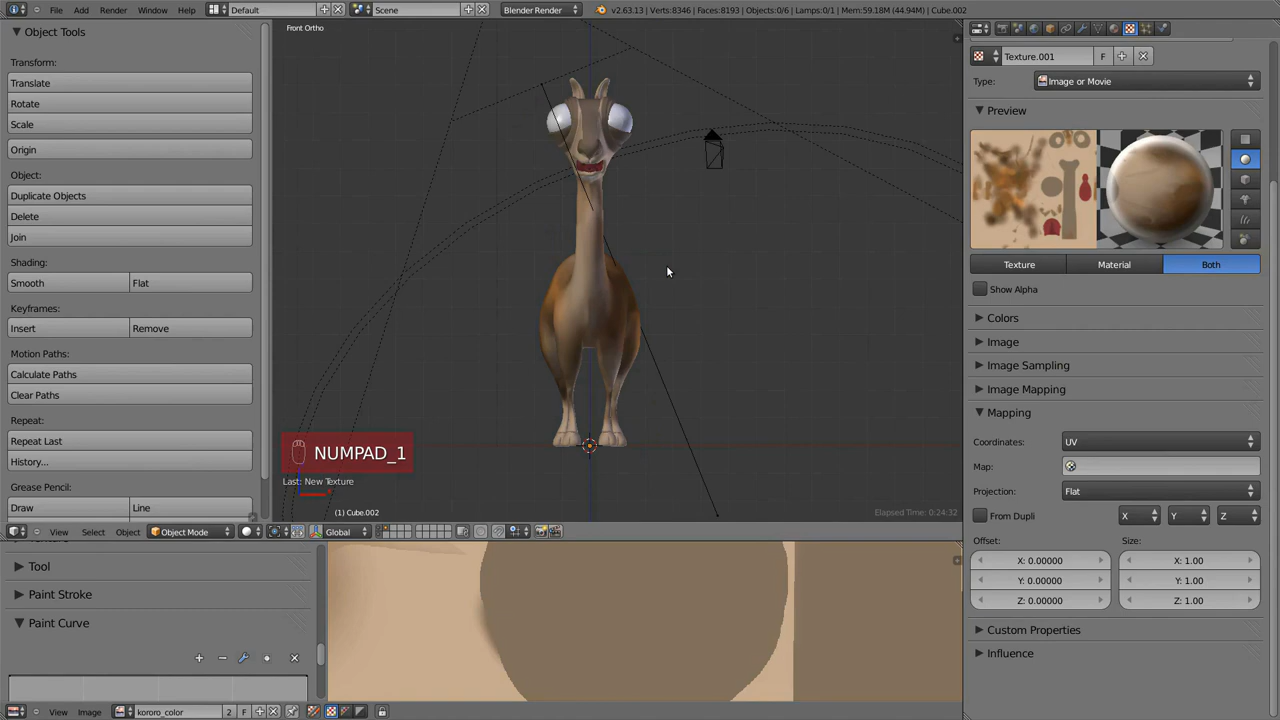 File Add Render Window Help Default Scene Blender Render v2.63.13 | Verts:8346 | Faces:8193 | Objects:0/6 | Lamps:0/1 | Mem:59.18M (44.94M) | Cube.002
Object Tools
Transform:
Translate
Rotate
Scale
Origin
Object:
Duplicate Objects
Delete
Join
Shading:
Smooth Flat
Keyframes:
Insert Remove
Motion Paths:
Calculate Paths
Clear Paths
Repeat:
Repeat Last
History...
Grease Pencil:
Draw Line
Front Ortho
NUMPAD_1
Last: New Texture
(1) Cube.002
Elapsed Time: 0:24:32
View Select Object Object Mode Global
Tool
Paint Stroke
Paint Curve
View Image kororo_color 2 F
Texture.001 F
Type: Image or Movie
Preview
Texture Material Both
Show Alpha
Colors
Image
Image Sampling
Image Mapping
Mapping
Coordinates: UV
Map:
Projection: Flat
From Dupli X Y Z
Offset: Size:
X: 0.00000 X: 1.00
Y: 0.00000 Y: 1.00
Z: 0.00000 Z: 1.00
Custom Properties
Influence